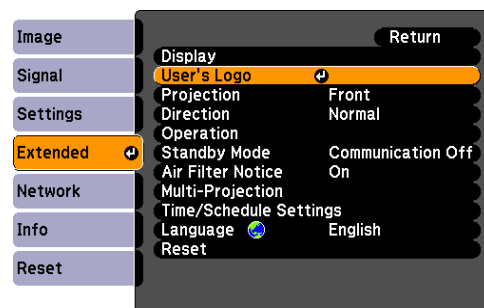 Image
Signal
Settings
Extended
Network
Info
Reset
Return
Display
User's Logo
Projection Front
Direction Normal
Operation
Standby Mode Communication Off
Air Filter Notice On
Multi-Projection
Time/Schedule Settings
Language English
Reset